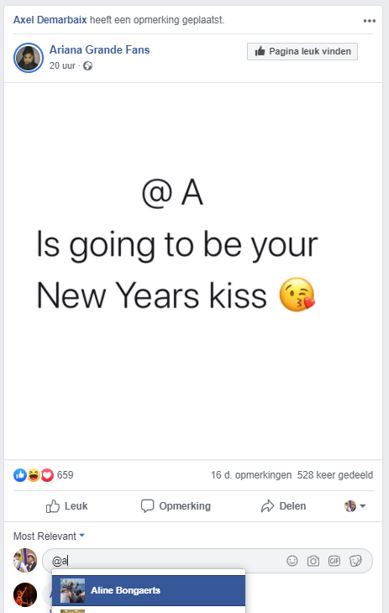 Axel Demarbaix heeft een opmerking geplaatst.
Ariana Grande Fans
Pagina leuk vinden
20 uur ·
@ A
Is going to be your
New Years kiss 😘
659
16 d. opmerkingen 528 keer gedeeld
Leuk
Opmerking
Delen
Most Relevant
@a
GIF
Aline Bongaerts